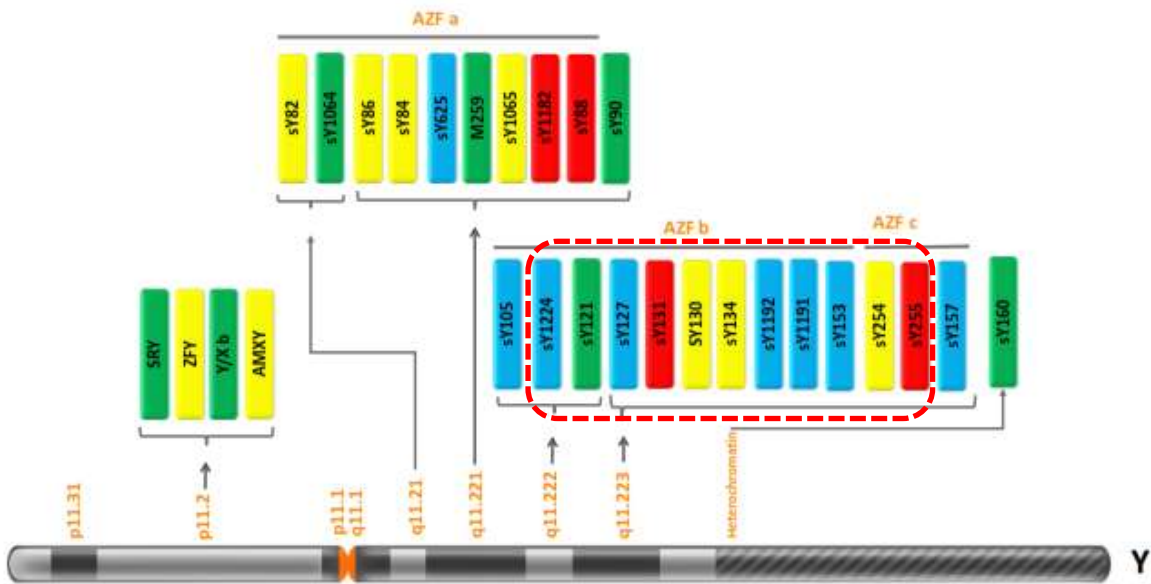 AZF a
sY82
sY1064
sY86
sY84
sY625
M259
sY1065
sY1182
sY88
sY90
AZF b
AZF c
sY105
sY1224
sY121
sY127
sY131
SY130
sY134
sY1192
sY1191
sY153
sY254
sY255
sY157
sY160
SRY
ZFY
Y/X b
AMXY
p11.31
p11.2
p11.1
q11.1
q11.21
q11.221
q11.222
q11.223
Heterochromatin
Y